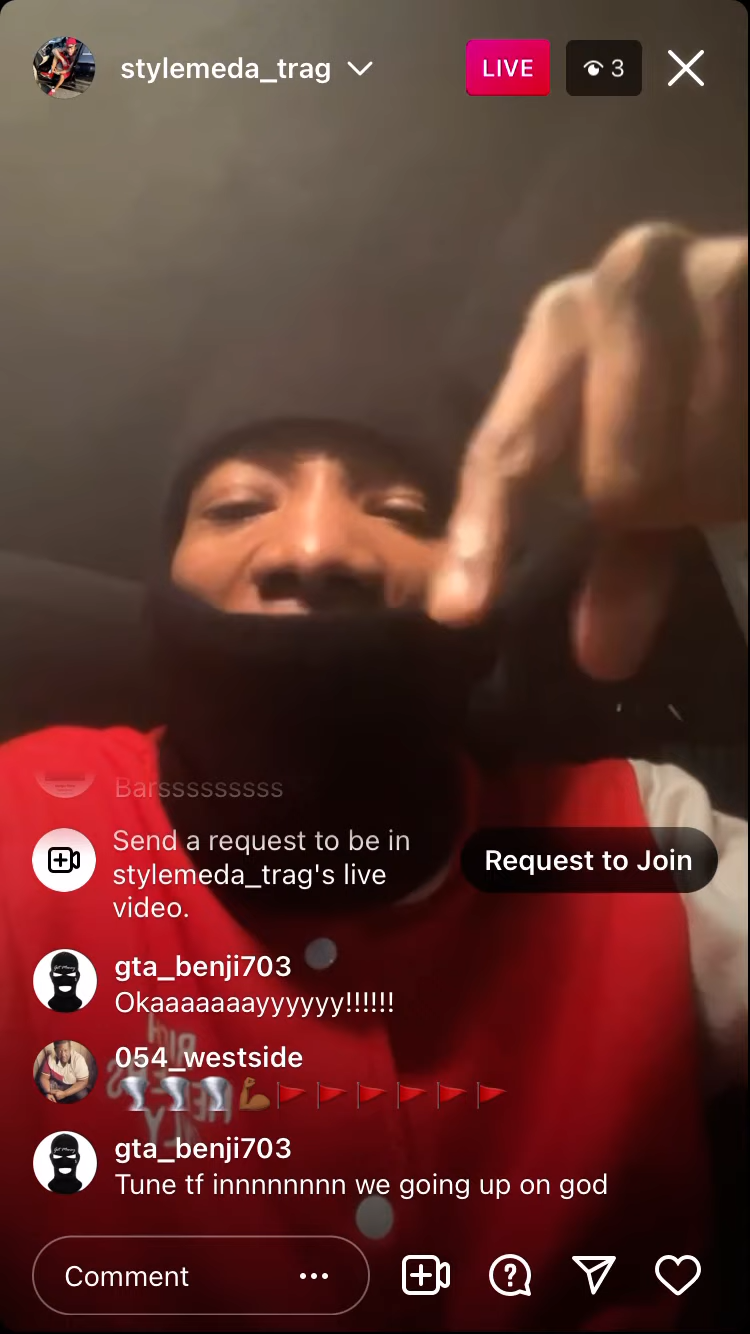 stylemeda_trag
LIVE
3
Barsssssssss
Send a request to be in
stylemeda_trag's live
video.
Request to Join
gta_benji703
Okaaaaaaayyyyyy!!!!!!
054_westside
🌪️🌪️🌪️💪🏾🚩🚩🚩🚩🚩🚩
gta_benji703
Tune tf innnnnnnn we going up on god
Comment